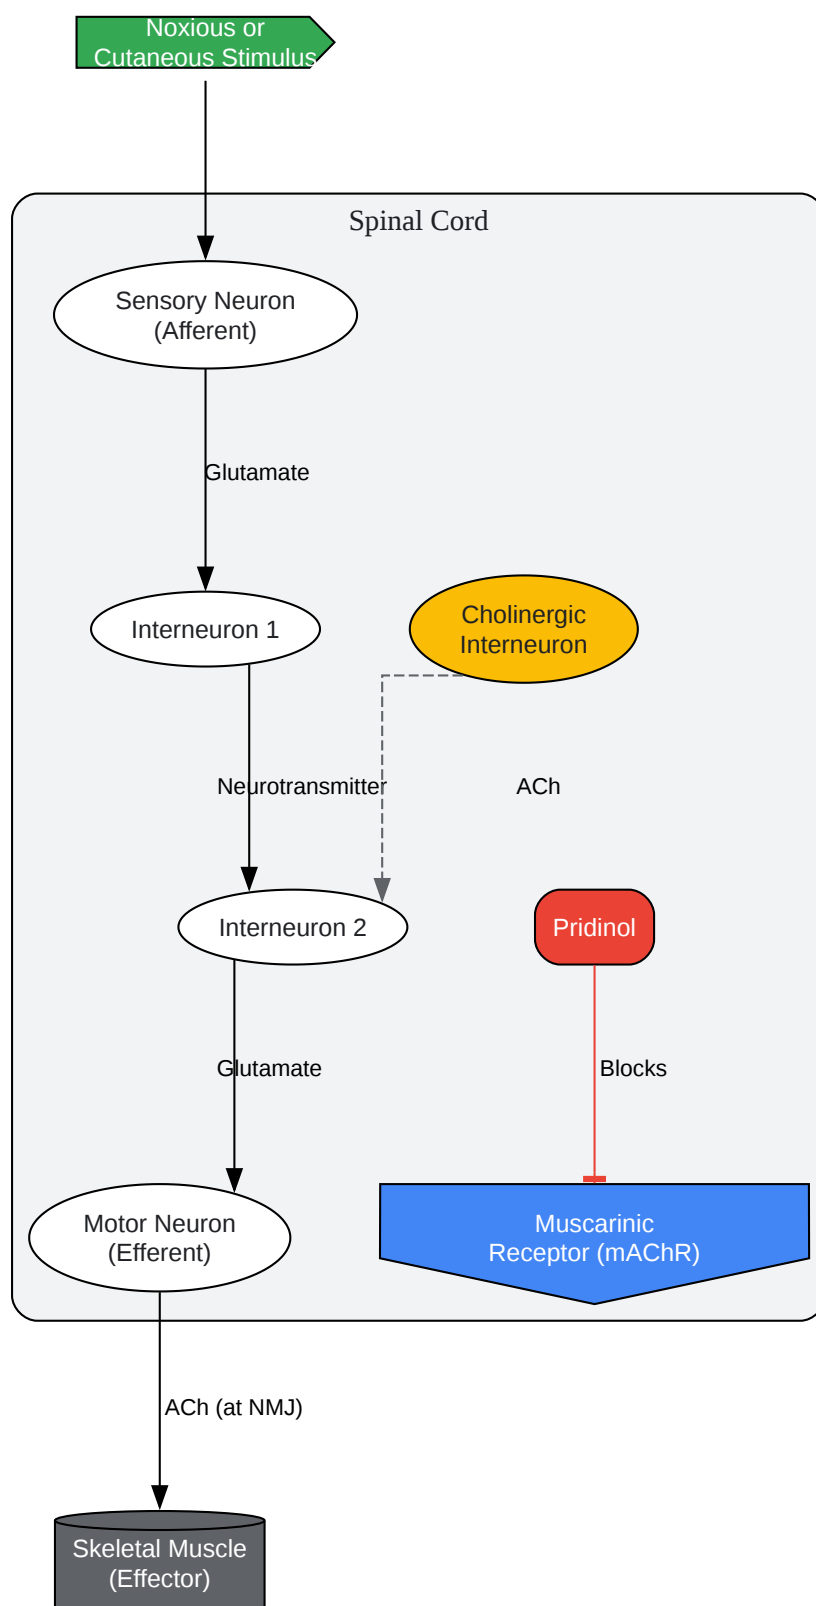 Noxious or
Cutaneous Stimulus
Spinal Cord
Sensory Neuron
(Afferent)
Glutamate
Interneuron 1
Cholinergic
Interneuron
Neurotransmitter
ACh
Interneuron 2
Pridinol
Glutamate
Blocks
Motor Neuron
(Efferent)
Muscarinic
Receptor (mAChR)
ACh (at NMJ)
Skeletal Muscle
(Effector)